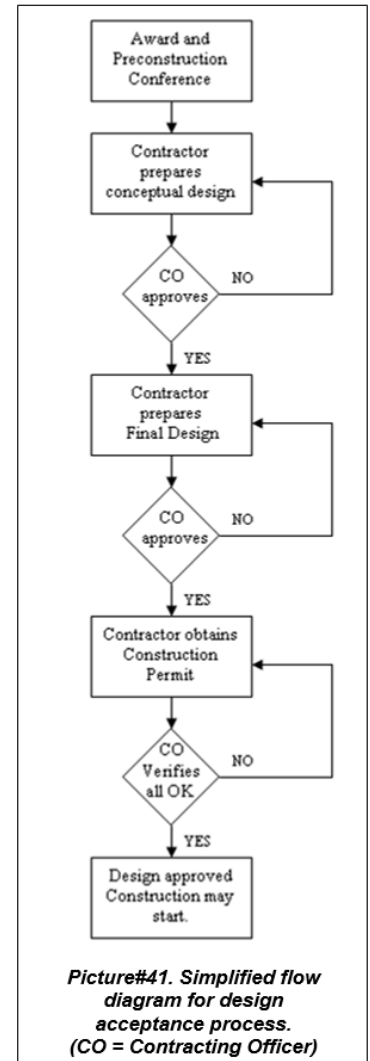 Award and
Preconstruction
Conference
Contractor
prepares
conceptual design
CO
approves
NO
YES
Contractor
prepares
Final Design
CO
approves
NO
YES
Contractor obtains
Construction
Permit
CO
Verifies
all OK
NO
YES
Design approved
Construction may
start.
Picture#41. Simplified flow
diagram for design
acceptance process.
(CO = Contracting Officer)